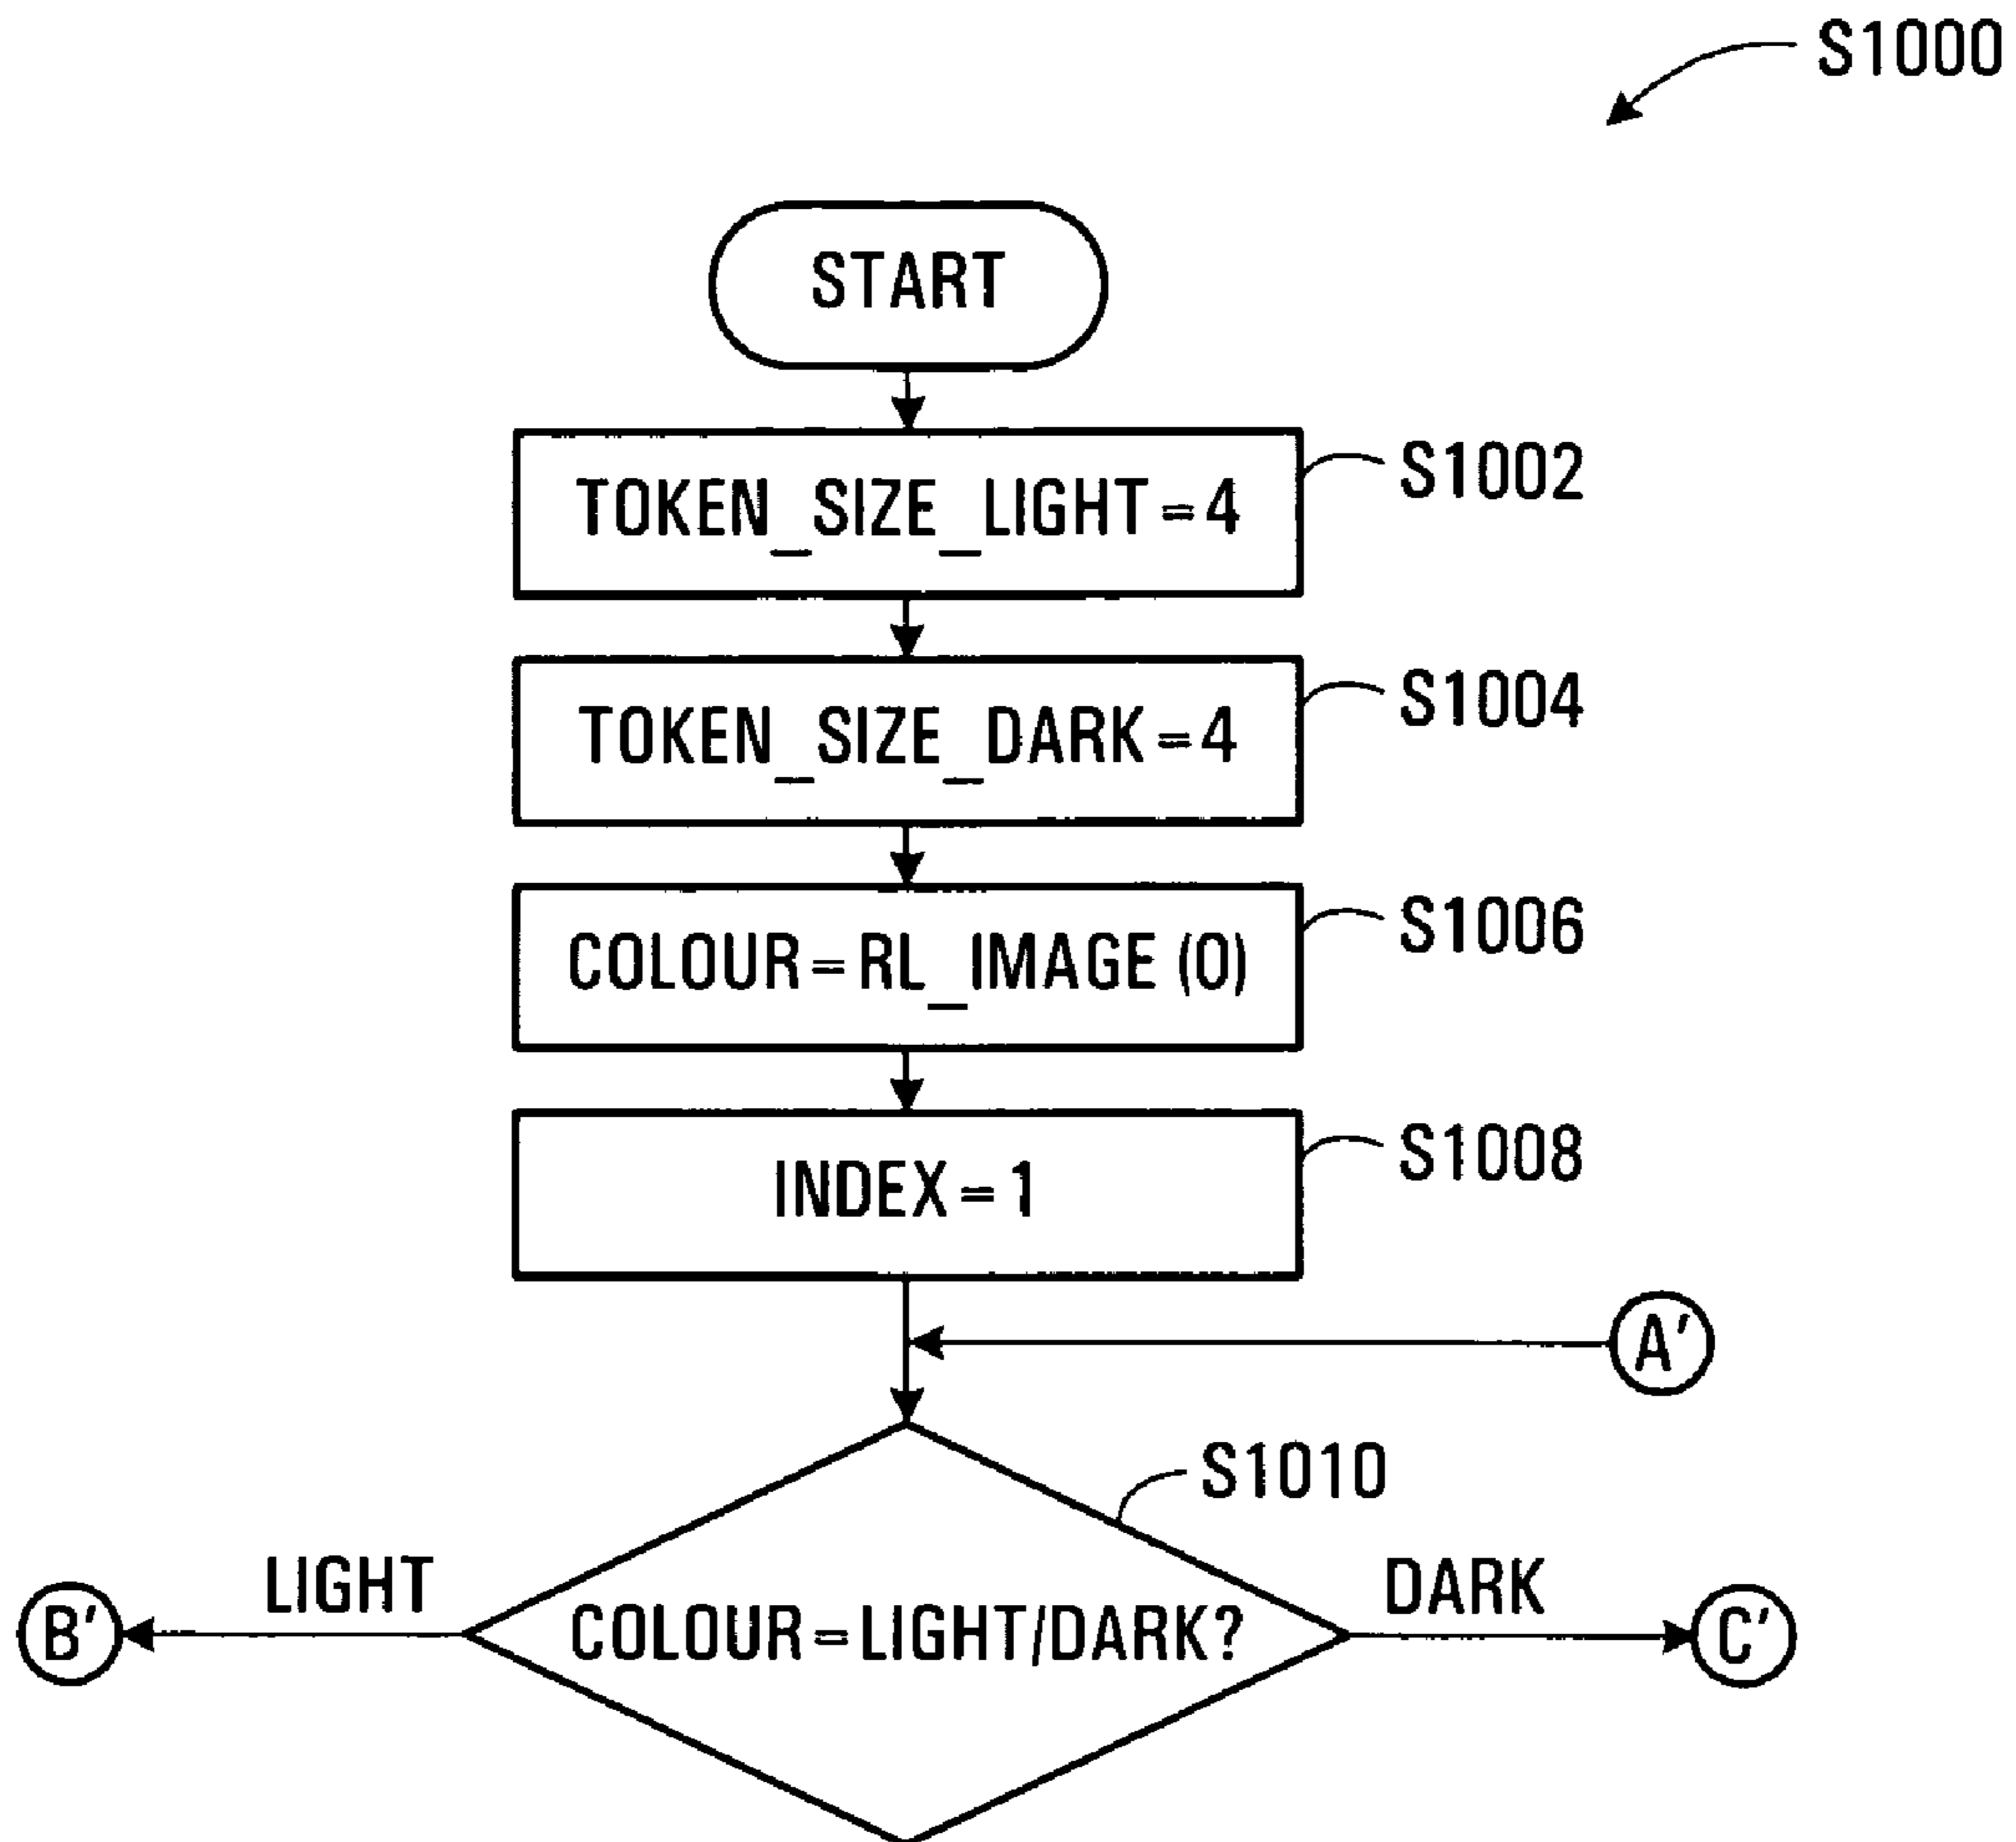 S1000
START
TOKEN_SIZE_LIGHT=4
S1002
TOKEN_SIZE_DARK=4
S1004
COLOUR=RL_IMAGE(0)
S1006
INDEX=1
S1008
A'
S1010
LIGHT
DARK
B'
COLOUR=LIGHT/DARK?
C'